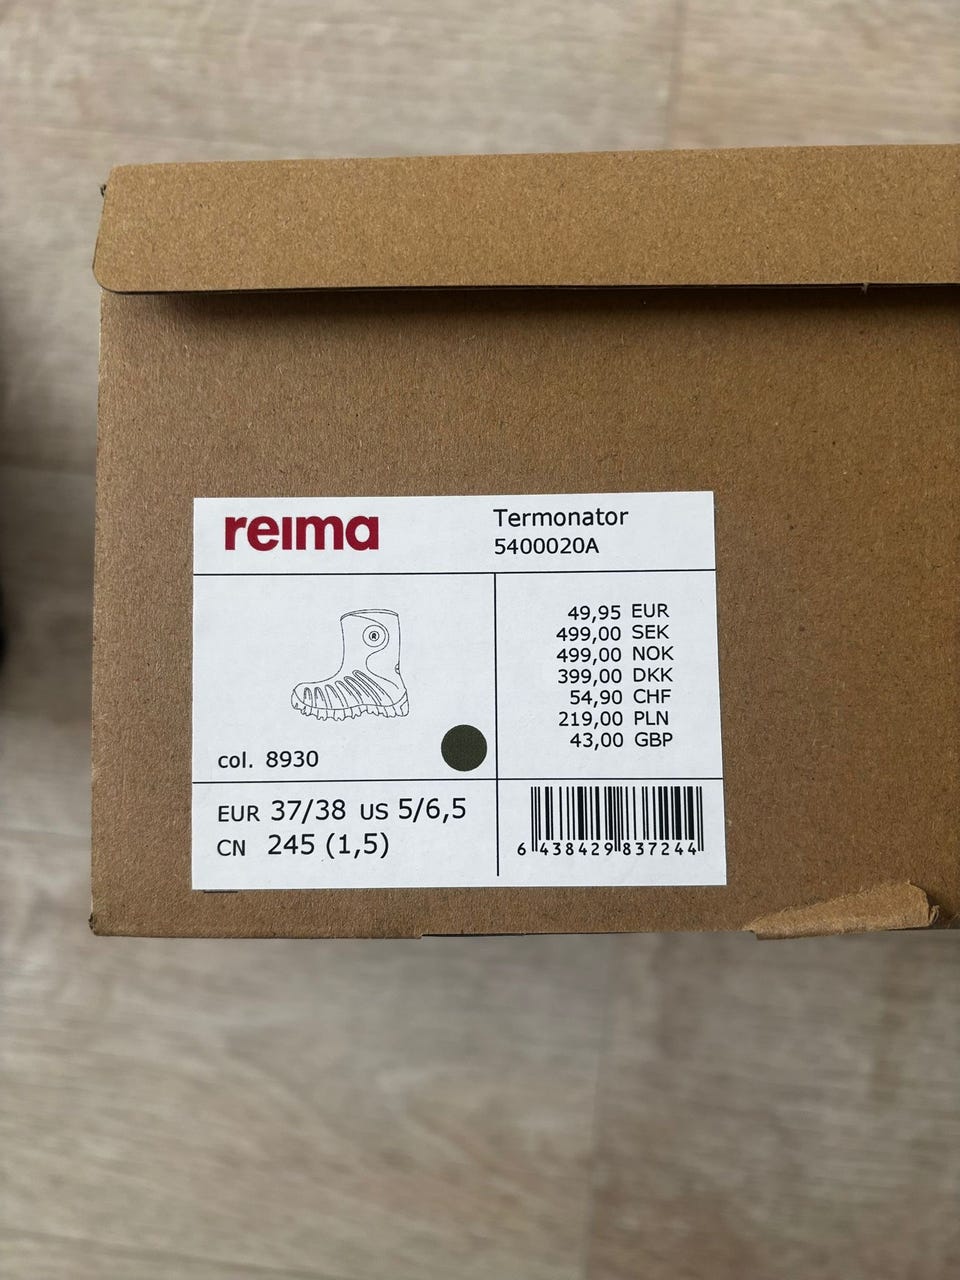 reima
Termonator
5400020A
R
49,95 EUR
499,00 SEK
499,00 NOK
399,00 DKK
54,90 CHF
219,00 PLN
43,00 GBP
col. 8930
EUR 37/38 US 5/6,5
CN 245 (1,5)
6 438429 837244